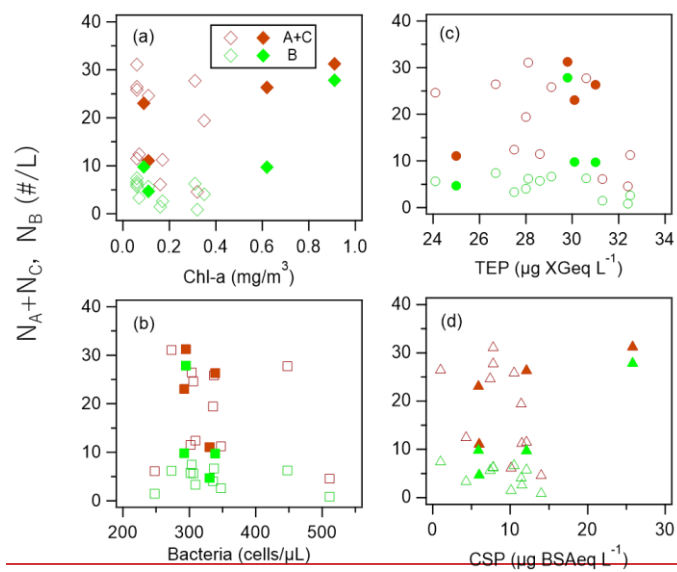 N_A+N_C, N_B (#/L)
(a)
A+C
B
40
30
20
10
0
0.0 0.2 0.4 0.6 0.8 1.0
Chl-a (mg/m³)
(c)
40
30
20
10
0
24 26 28 30 32 34
TEP (µg XGeq L⁻¹)
(b)
40
30
20
10
0
200 300 400 500
Bacteria (cells/µL)
(d)
40
30
20
10
0
0 10 20 30
CSP (µg BSAeq L⁻¹)